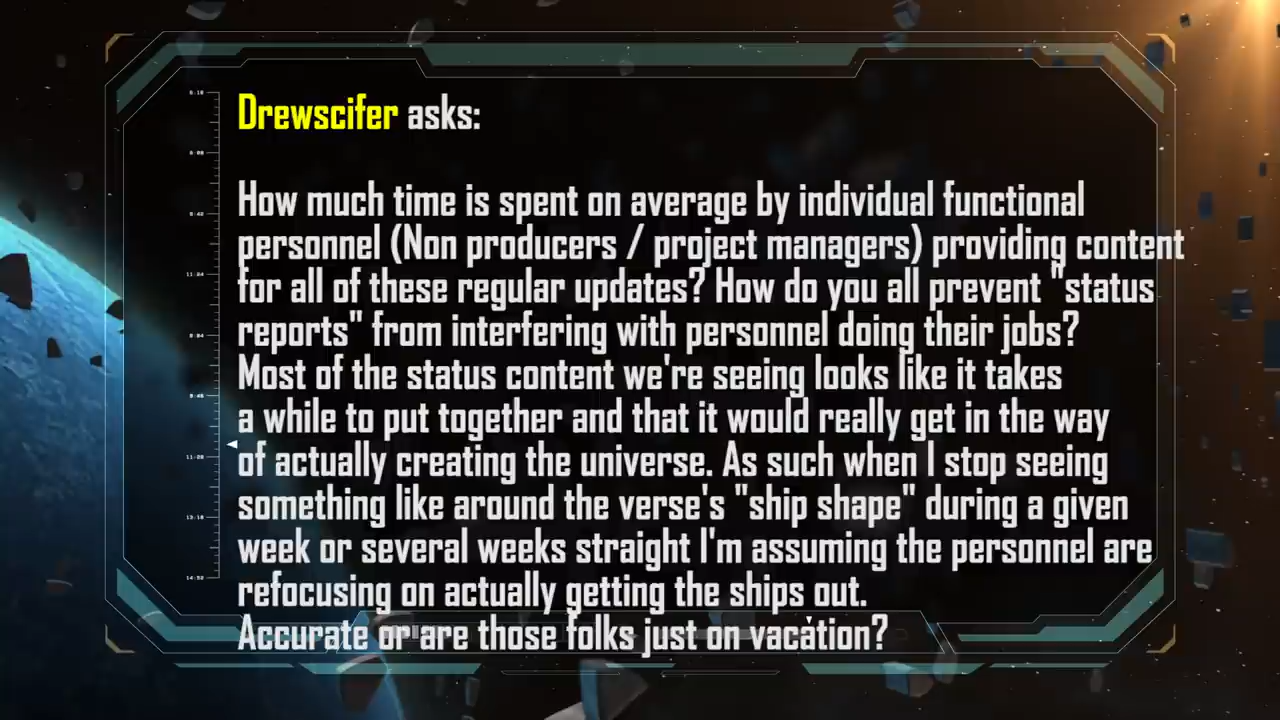 Drewscifer asks:
How much time is spent on average by individual functional
personnel (Non producers / project managers) providing content
for all of these regular updates? How do you all prevent "status
reports" from interfering with personnel doing their jobs?
Most of the status content we're seeing looks like it takes
a while to put together and that it would really get in the way
of actually creating the universe. As such when I stop seeing
something like around the verse's "ship shape" during a given
week or several weeks straight I'm assuming the personnel are
refocusing on actually getting the ships out.
Accurate or are those folks just on vacation?